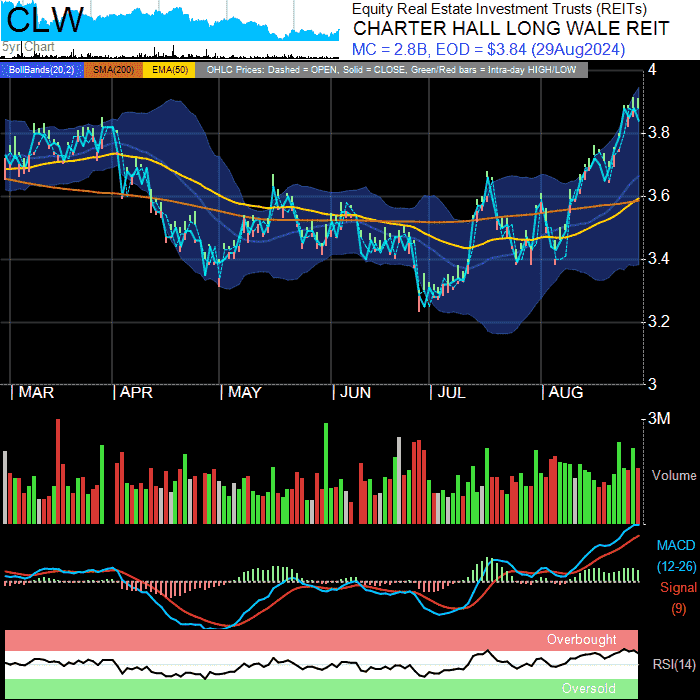 CLW
5yr Chart
Equity Real Estate Investment Trusts (REITs)
CHARTER HALL LONG WALE REIT
MC = 2.8B, EOD = $3.84 (29Aug2024)
BollBands(20,2) SMA(200) EMA(50) OHLC Prices: Dashed = OPEN, Solid = CLOSE, Green/Red bars = Intra-day HIGH/LOW
4
3.8
3.6
3.4
3.2
3
MAR APR MAY JUN JUL AUG
3M
Volume
MACD
(12-26)
Signal
(9)
Overbought
RSI(14)
Oversold